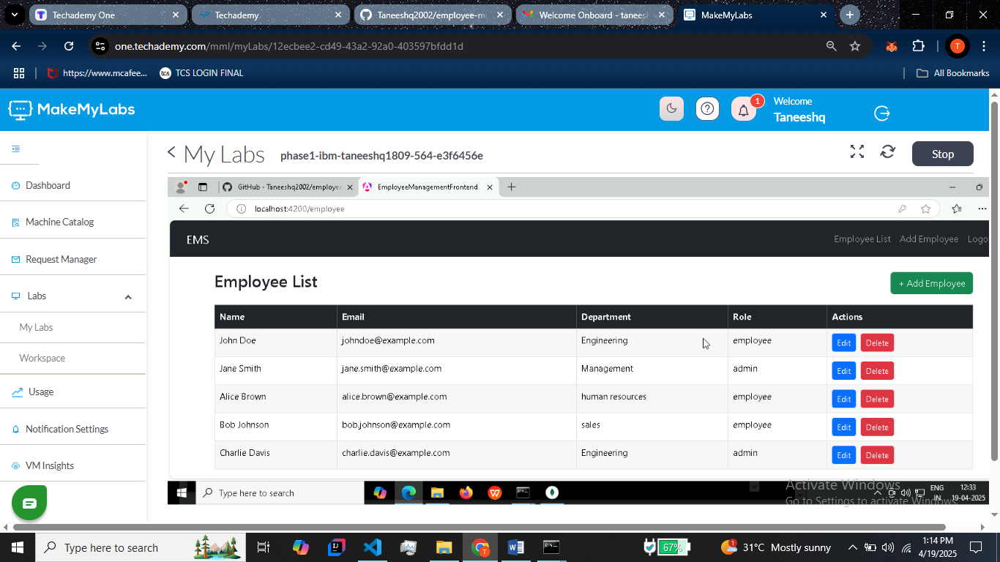 Techademy One
Techademy
Taneeshq2002/employee-m
Welcome Onboard - taneesh
MakeMyLabs
one.techademy.com/mml/myLabs/12ecbee2-cd49-43a2-92a0-403597bfdd1d
T
https://www.mcafee...
tcs
TCS LOGIN FINAL
All Bookmarks
MakeMyLabs
1
Welcome
Taneeshq
My Labs
phase1-ibm-taneeshq1809-564-e3f6456e
Stop
Dashboard
Machine Catalog
Request Manager
Labs
My Labs
Workspace
Usage
Notification Settings
VM Insights
GitHub - Taneeshq2002/employee
EmployeeManagementFrontend
localhost:4200/employee
EMS
Employee List
Add Employee
Logo
Employee List
+ Add Employee
Name Email Department Role Actions
John Doe johndoe@example.com Engineering employee Edit Delete
Jane Smith jane.smith@example.com Management admin Edit Delete
Alice Brown alice.brown@example.com human resources employee Edit Delete
Bob Johnson bob.johnson@example.com sales employee Edit Delete
Charlie Davis charlie.davis@example.com Engineering admin Edit Delete
Activate Windows
Go to Settings to activate Windows.
Type here to search
ENG
IN
12:33
19-04-2025
Type here to search
67%
31°C Mostly sunny
1:14 PM
4/19/2025